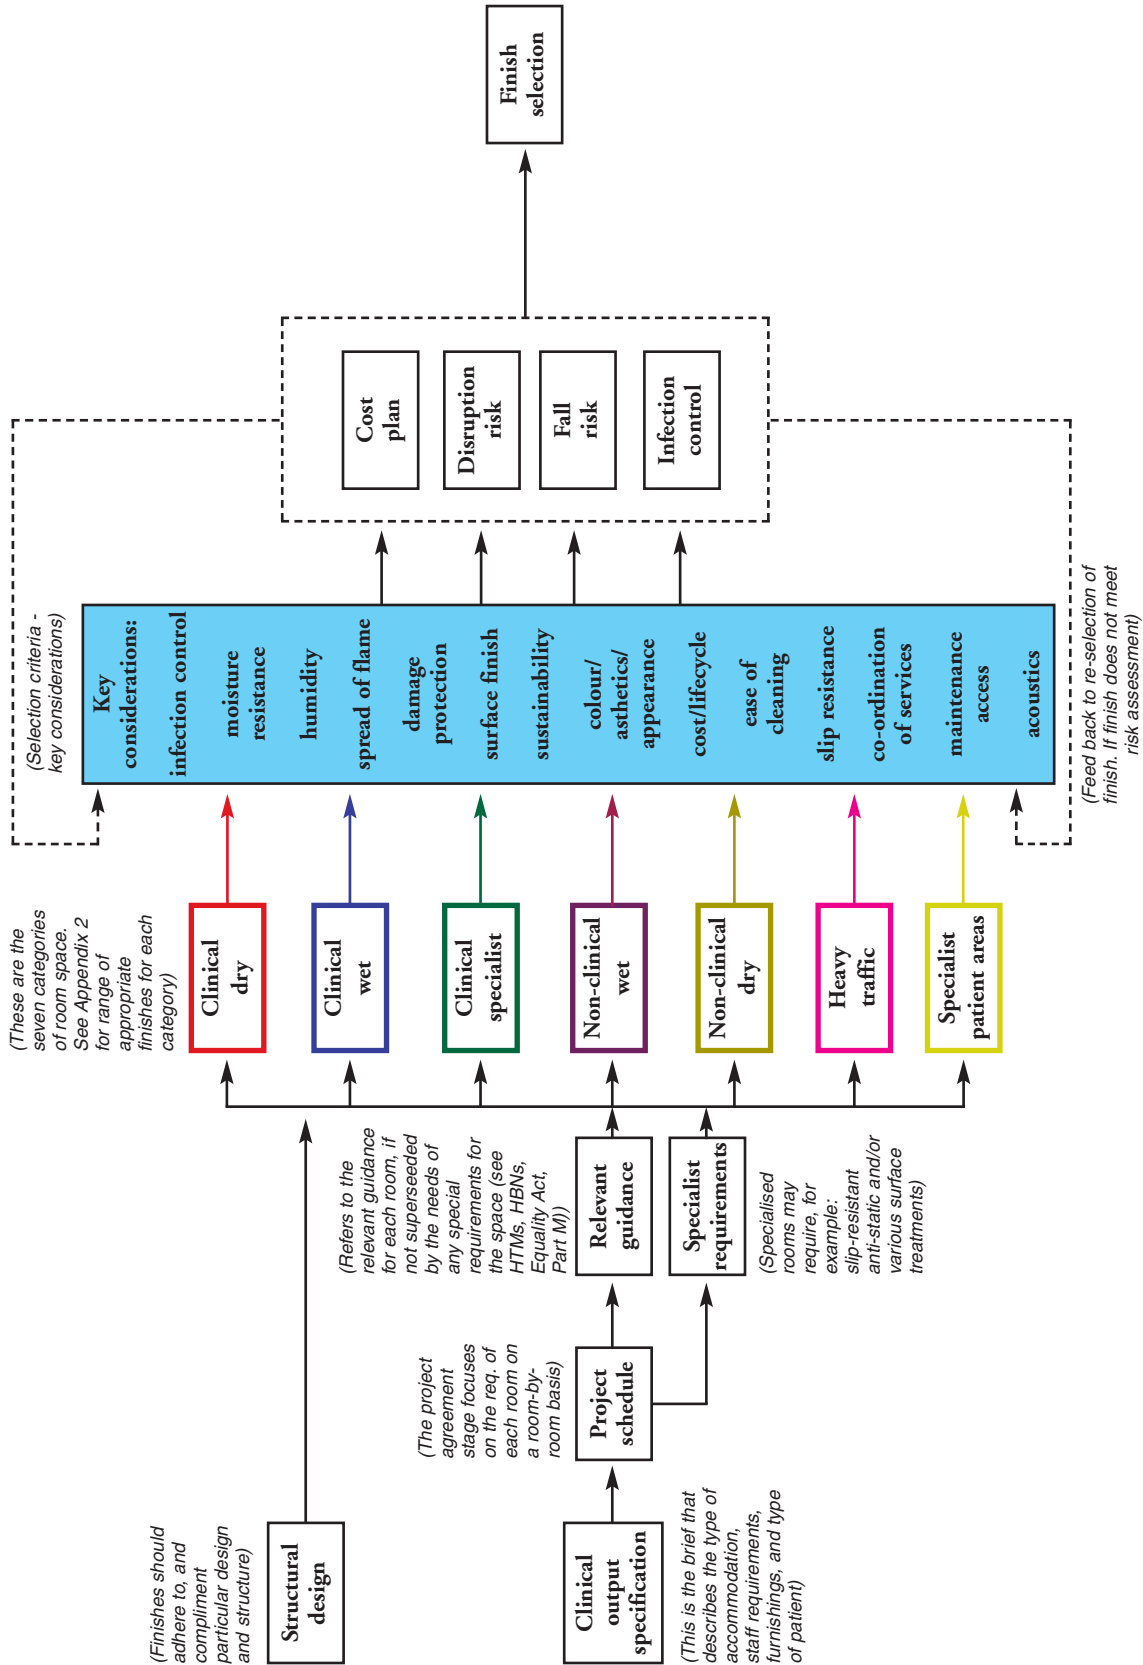 (Finishes should
adhere to, and
compliment
particular design
and structure)
Structural
design
Clinical
output
specification
(This is the brief that
describes the type of
accommodation,
staff requirements,
furnishings, and type
of patient)
(The project
agreement
stage focuses
on the req. of
each room on
a room-by-
room basis)
Project
schedule
(Refers to the
relevant guidance
for each room, if
not superseeded
by the needs of
any special
requirements for
the space (see
HTMs, HBNs,
Equality Act,
Part M))
Relevant
guidance
Specialist
requirements
(Specialised
rooms may
require, for
example:
slip-resistant
anti-static and/or
various surface
treatments)
(These are the
seven categories
of room space.
See Appendix 2
for range of
appropriate
finishes for each
category)
Clinical
dry
Clinical
wet
Clinical
specialist
Non-clinical
wet
Non-clinical
dry
Heavy
traffic
Specialist
patient areas
(Selection criteria -
key considerations)
Key
considerations:
infection control
moisture
resistance
humidity
spread of flame
damage
protection
surface finish
sustainability
colour/
asthetics/
appearance
cost/lifecycle
ease of
cleaning
slip resistance
co-ordination
of services
maintenance
access
acoustics
(Feed back to re-selection of
finish. If finish does not meet
risk assessment)
Cost
plan
Disruption
risk
Fall
risk
Infection
control
Finish
selection